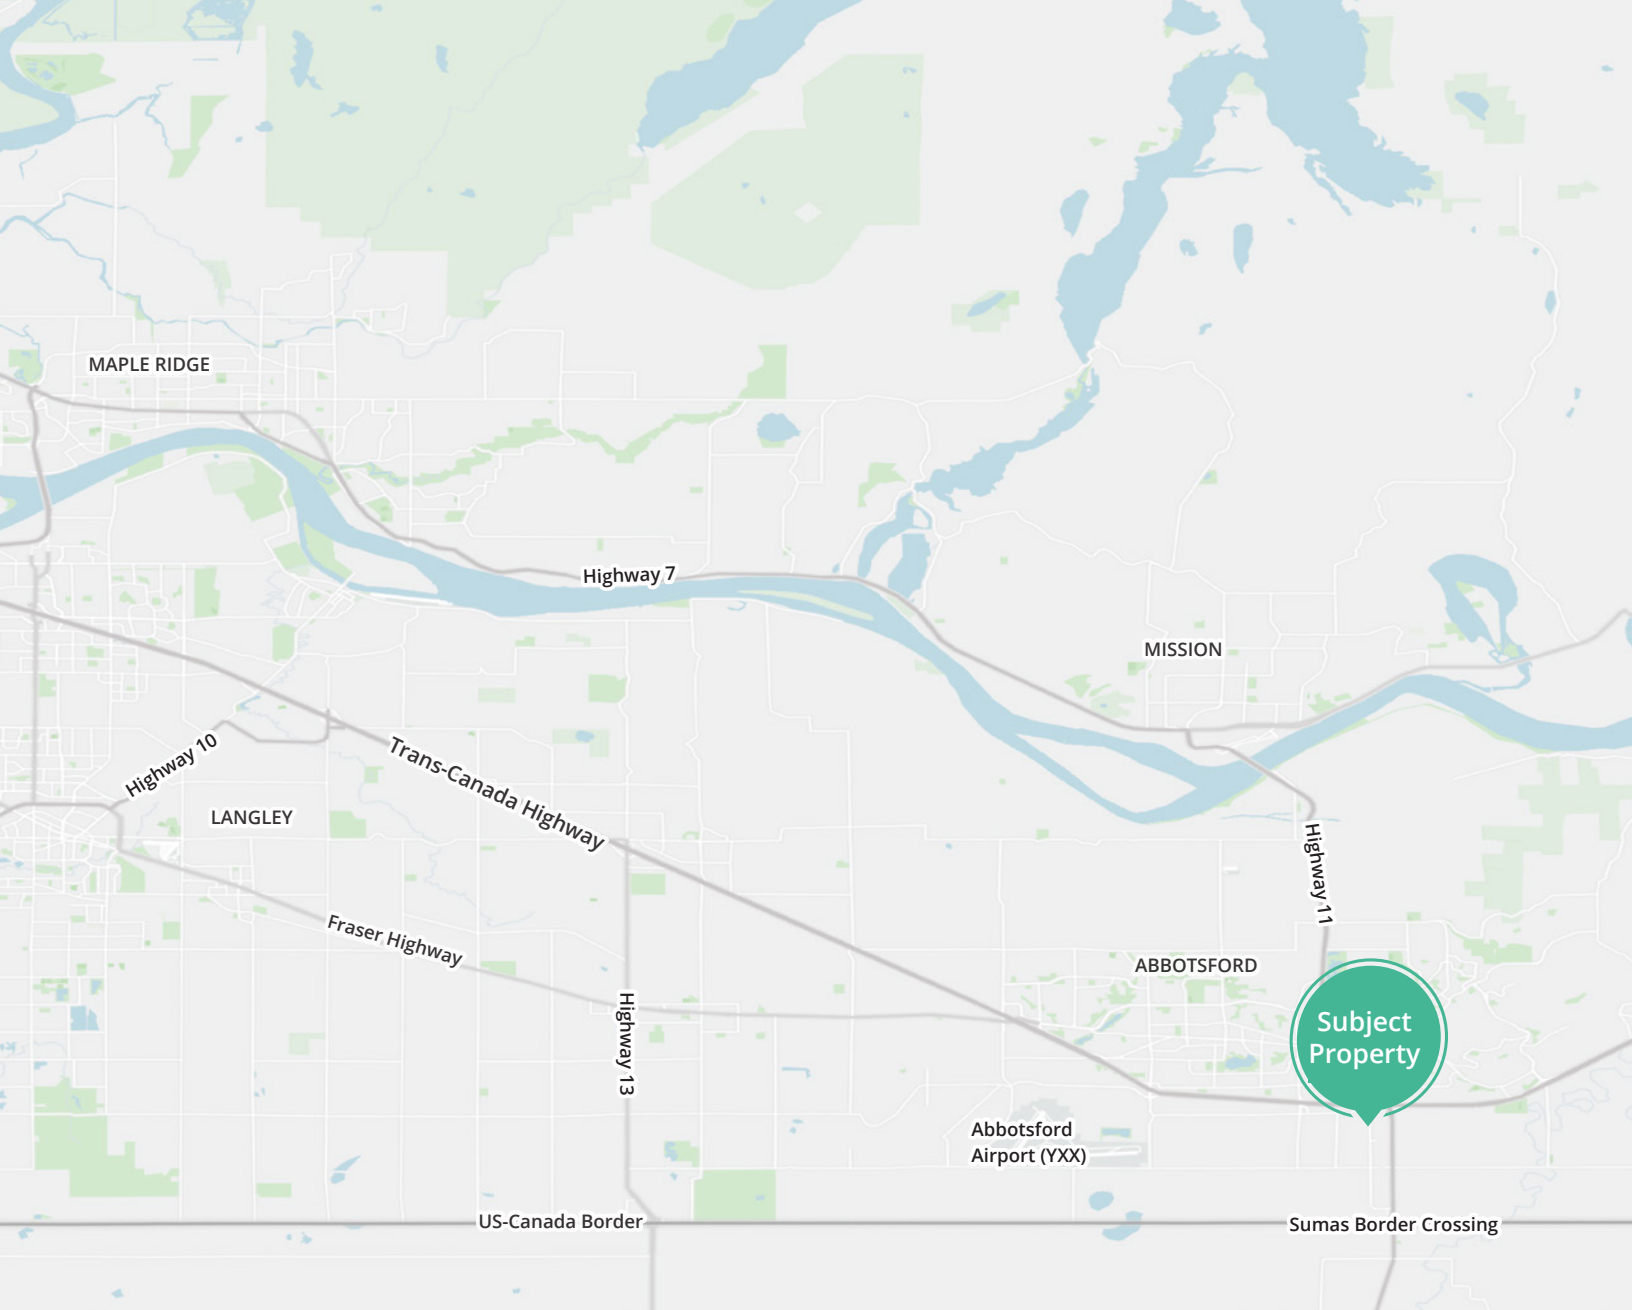 MAPLE RIDGE
Highway 7
MISSION
Highway 10
Trans-Canada Highway
LANGLEY
Highway 11
Fraser Highway
ABBOTSFORD
Highway 13
Subject
Property
Abbotsford
Airport (YXX)
US-Canada Border
Sumas Border Crossing